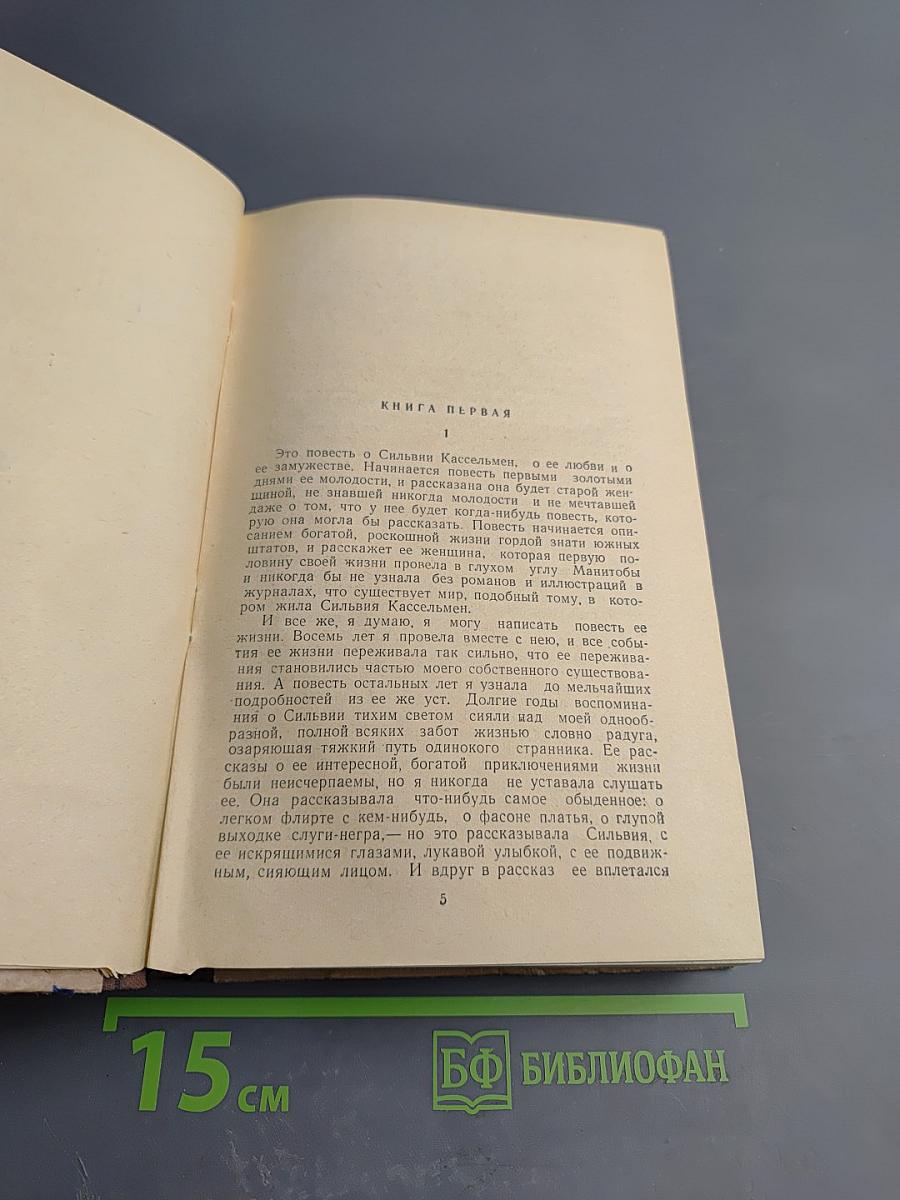 КНИГА ПЕРВАЯ
1
Это повесть о Сильвии Кассельмен, о ее любви и о
ее замужестве. Начинается повесть первыми золотыми
днями ее молодости, и рассказана она будет старой жен-
щиной, не знавшей никогда молодости и не мечтавшей
даже о том, что у нее будет когда-нибудь повесть, кото-
рую она могла бы рассказать. Повесть начинается опи-
санием богатой, роскошной жизни гордой знати южных
штатов, и расскажет ее женщина, которая первую по-
ловину своей жизни провела в глухом углу Манитобы
и никогда бы не узнала без романов и иллюстраций в
журналах, что существует мир, подобный тому, в кото-
ром жила Сильвия Кассельмен.
И все же, я думаю, я могу написать повесть ее
жизни. Восемь лет я провела вместе с нею, и все собы-
тия ее жизни переживала так сильно, что ее пережива-
ния становились частью моего собственного существова-
ния. А повесть остальных лет я узнала до мельчайших
подробностей из ее же уст. Долгие годы воспомина-
ния о Сильвии тихим светом сияли над моей однооб-
разной, полной всяких забот жизнью словно радуга,
озаряющая тяжкий путь одинокого странника. Ее рас-
сказы о ее интересной, богатой приключениями жизни
были неисчерпаемы, но я никогда не уставала слушать
ее. Она рассказывала что-нибудь самое обыденное: о
легком флирте с кем-нибудь, о фасоне платья, о глупой
выходке слуги-негра,— но это рассказывала Сильвия, с
ее искрящимися глазами, лукавой улыбкой, с ее подвиж-
ным, сияющим лицом. И вдруг в рассказ ее вплетался
5
15 см
БФ БИБЛИОФАН